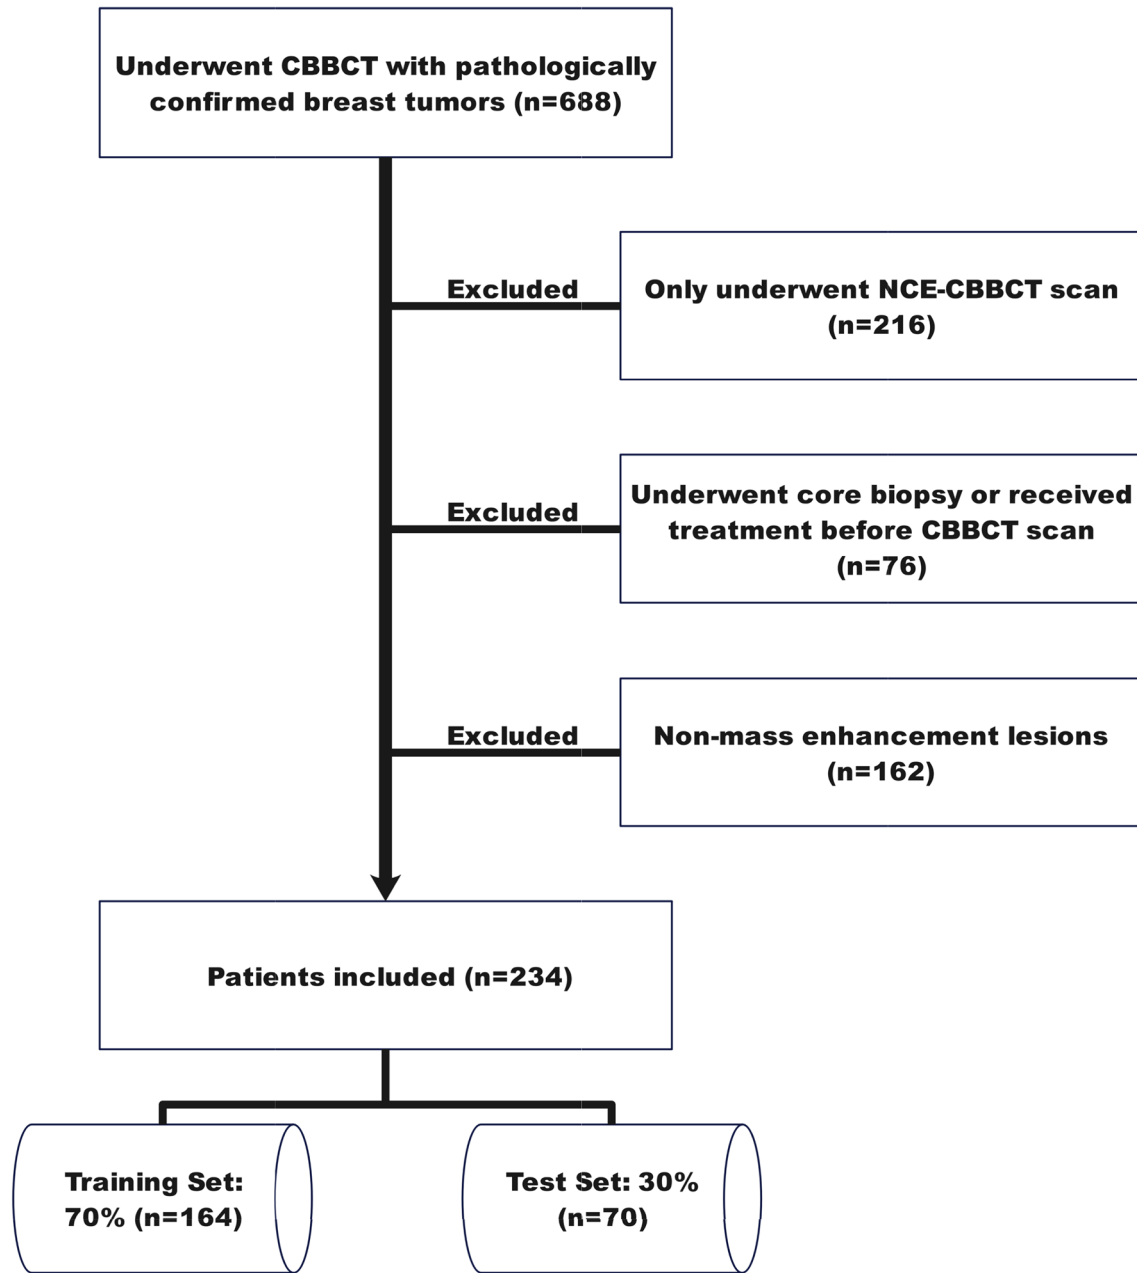 Underwent CBBCT with pathologically
confirmed breast tumors (n=688)
Excluded
Only underwent NCE-CBBCT scan
(n=216)
Excluded
Underwent core biopsy or received
treatment before CBBCT scan
(n=76)
Excluded
Non-mass enhancement lesions
(n=162)
Patients included (n=234)
Training Set:
70% (n=164)
Test Set: 30%
(n=70)